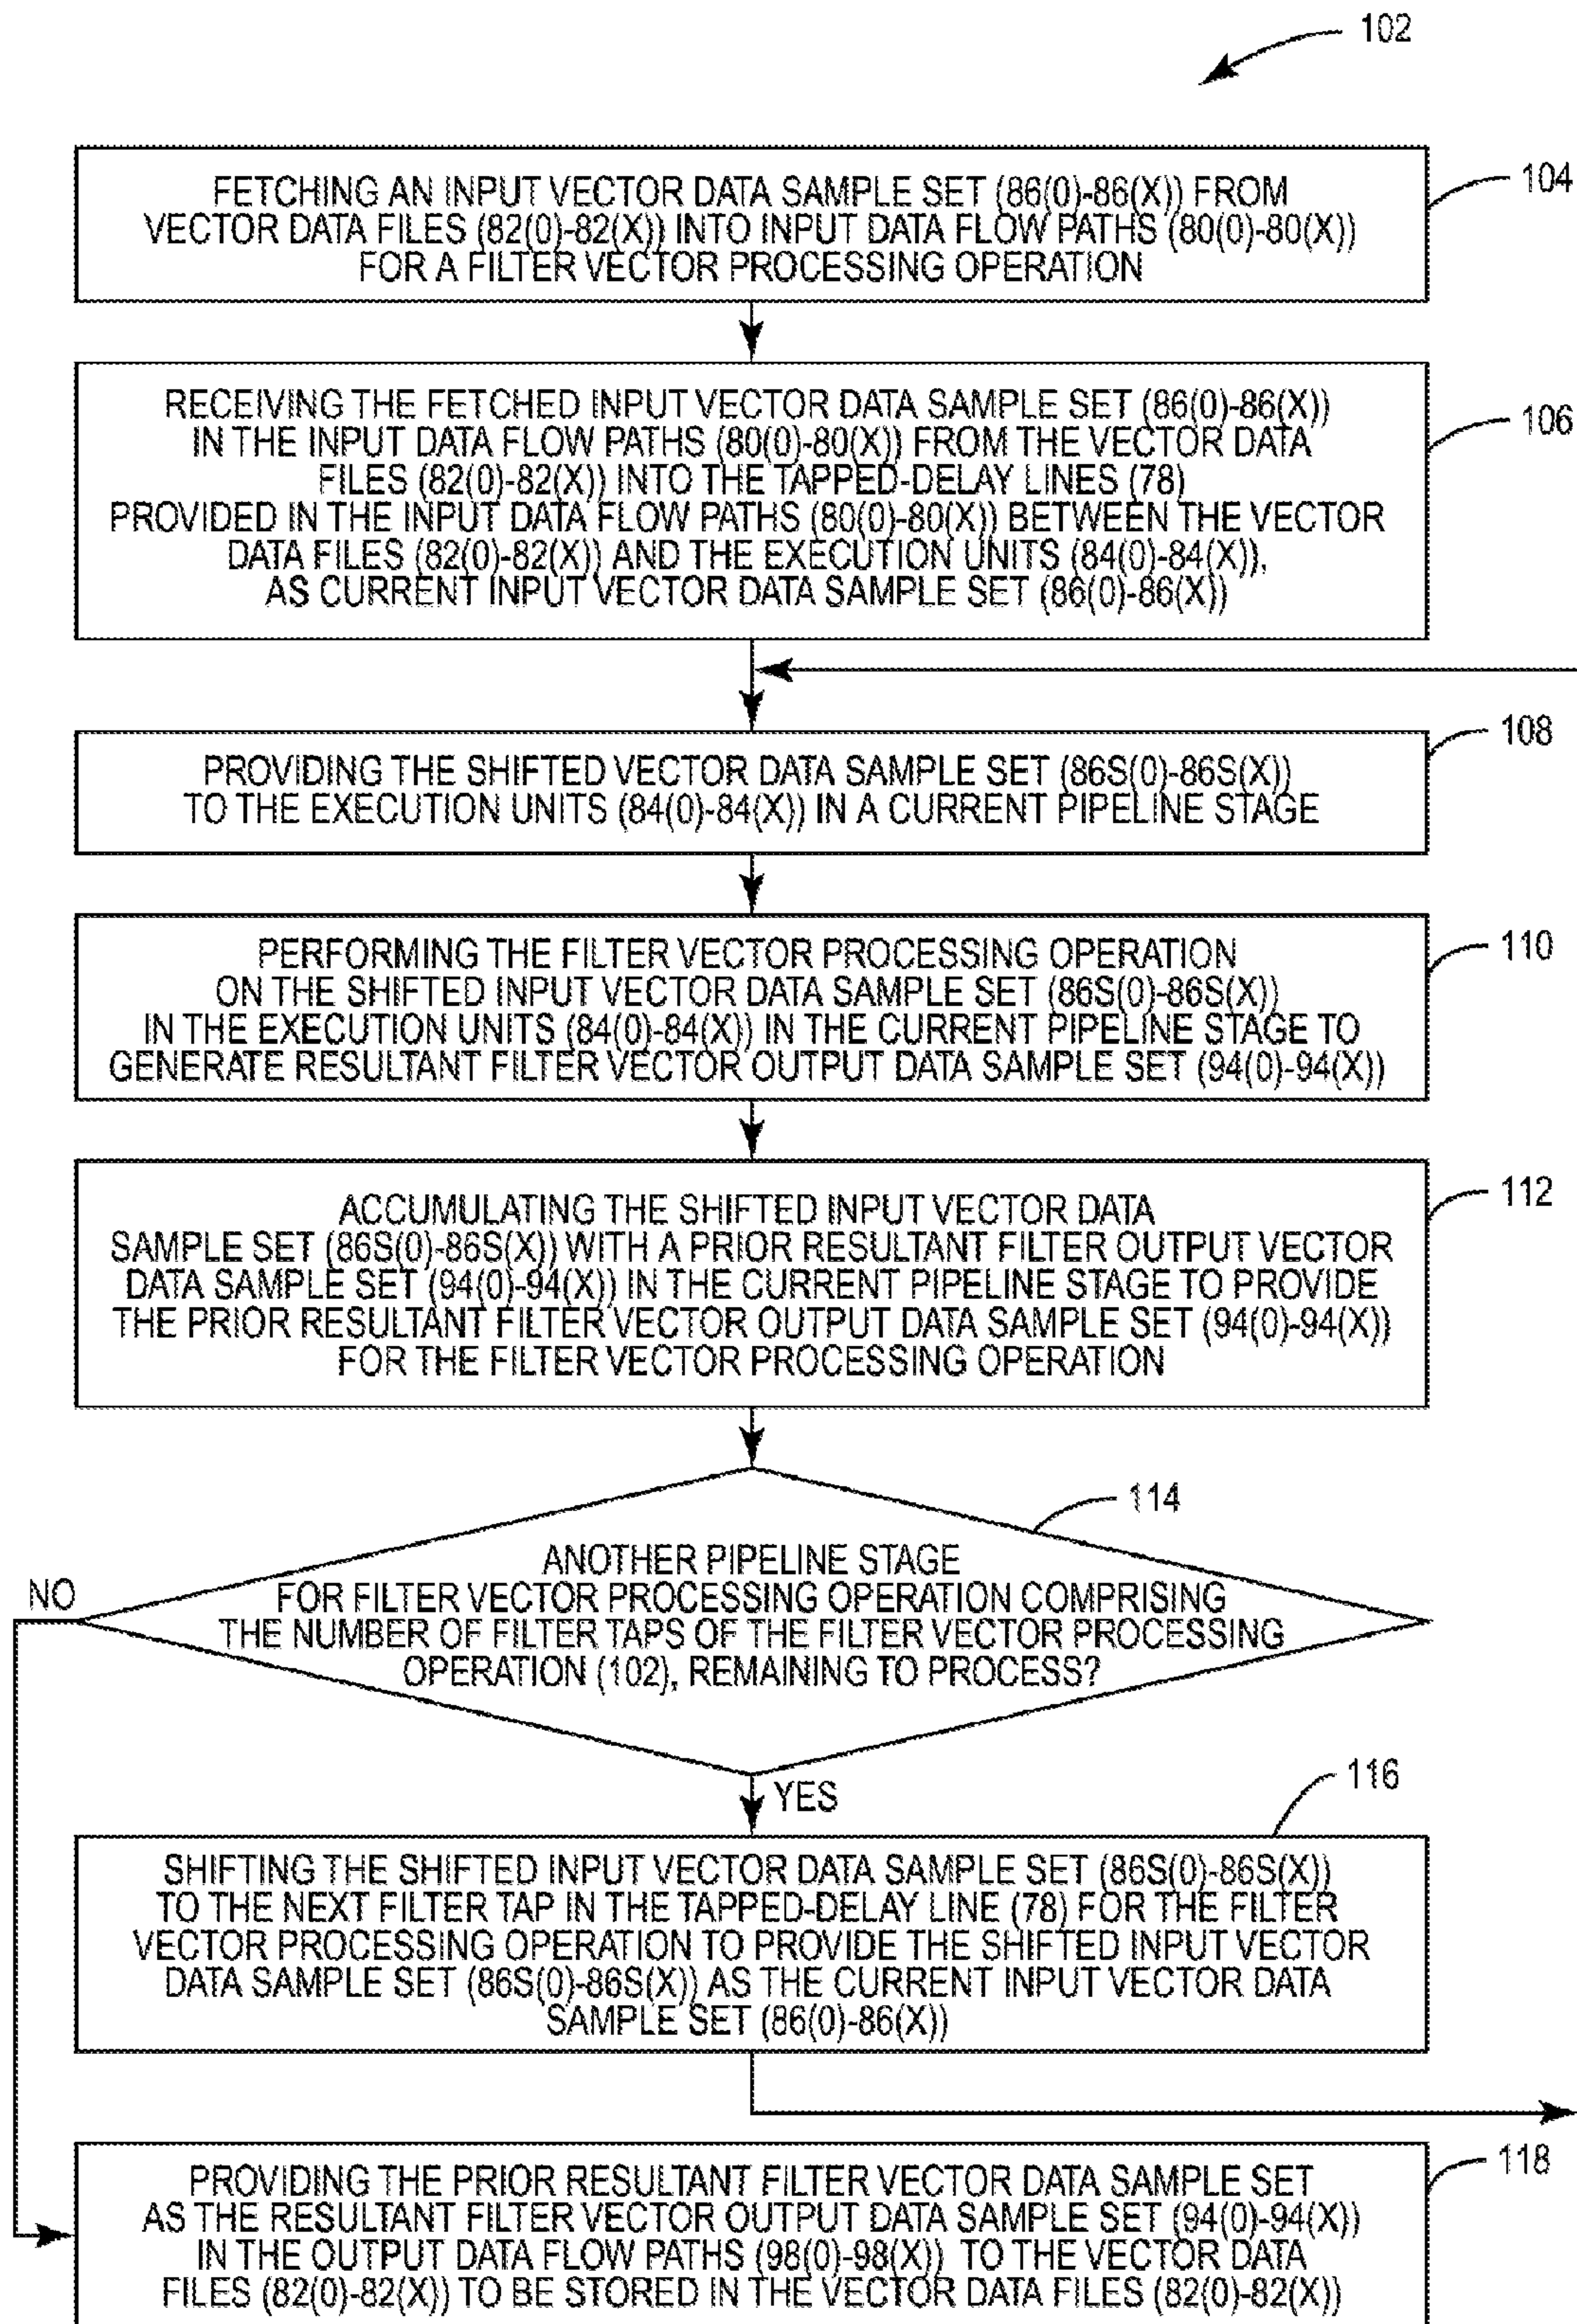 102
FETCHING AN INPUT VECTOR DATA SAMPLE SET (86(0)-86(X)) FROM
VECTOR DATA FILES (82(0)-82(X)) INTO INPUT DATA FLOW PATHS (80(0)-80(X))
FOR A FILTER VECTOR PROCESSING OPERATION
104
RECEIVING THE FETCHED INPUT VECTOR DATA SAMPLE SET (86(0)-86(X))
IN THE INPUT DATA FLOW PATHS (80(0)-80(X)) FROM THE VECTOR DATA
FILES (82(0)-82(X)) INTO THE TAPPED-DELAY LINES (78)
PROVIDED IN THE INPUT DATA FLOW PATHS (80(0)-80(X)) BETWEEN THE VECTOR
DATA FILES (82(0)-82(X)) AND THE EXECUTION UNITS (84(0)-84(X)),
AS CURRENT INPUT VECTOR DATA SAMPLE SET (86(0)-86(X))
106
PROVIDING THE SHIFTED VECTOR DATA SAMPLE SET (86S(0)-86S(X))
TO THE EXECUTION UNITS (84(0)-84(X)) IN A CURRENT PIPELINE STAGE
108
PERFORMING THE FILTER VECTOR PROCESSING OPERATION
ON THE SHIFTED INPUT VECTOR DATA SAMPLE SET (86S(0)-86S(X))
IN THE EXECUTION UNITS (84(0)-84(X)) IN THE CURRENT PIPELINE STAGE TO
GENERATE RESULTANT FILTER VECTOR OUTPUT DATA SAMPLE SET (94(0)-94(X))
110
ACCUMULATING THE SHIFTED INPUT VECTOR DATA
SAMPLE SET (86S(0)-86S(X)) WITH A PRIOR RESULTANT FILTER OUTPUT VECTOR
DATA SAMPLE SET (94(0)-94(X)) IN THE CURRENT PIPELINE STAGE TO PROVIDE
THE PRIOR RESULTANT FILTER VECTOR OUTPUT DATA SAMPLE SET (94(0)-94(X))
FOR THE FILTER VECTOR PROCESSING OPERATION
112
114
ANOTHER PIPELINE STAGE
FOR FILTER VECTOR PROCESSING OPERATION COMPRISING
THE NUMBER OF FILTER TAPS OF THE FILTER VECTOR PROCESSING
OPERATION (102), REMAINING TO PROCESS?
NO
YES
116
SHIFTING THE SHIFTED INPUT VECTOR DATA SAMPLE SET (86S(0)-86S(X))
TO THE NEXT FILTER TAP IN THE TAPPED-DELAY LINE (78) FOR THE FILTER
VECTOR PROCESSING OPERATION TO PROVIDE THE SHIFTED INPUT VECTOR
DATA SAMPLE SET (86S(0)-86S(X)) AS THE CURRENT INPUT VECTOR DATA
SAMPLE SET (86(0)-86(X))
PROVIDING THE PRIOR RESULTANT FILTER VECTOR DATA SAMPLE SET
AS THE RESULTANT FILTER VECTOR OUTPUT DATA SAMPLE SET (94(0)-94(X))
IN THE OUTPUT DATA FLOW PATHS (98(0)-98(X)) TO THE VECTOR DATA
FILES (82(0)-82(X)) TO BE STORED IN THE VECTOR DATA FILES (82(0)-82(X))
118